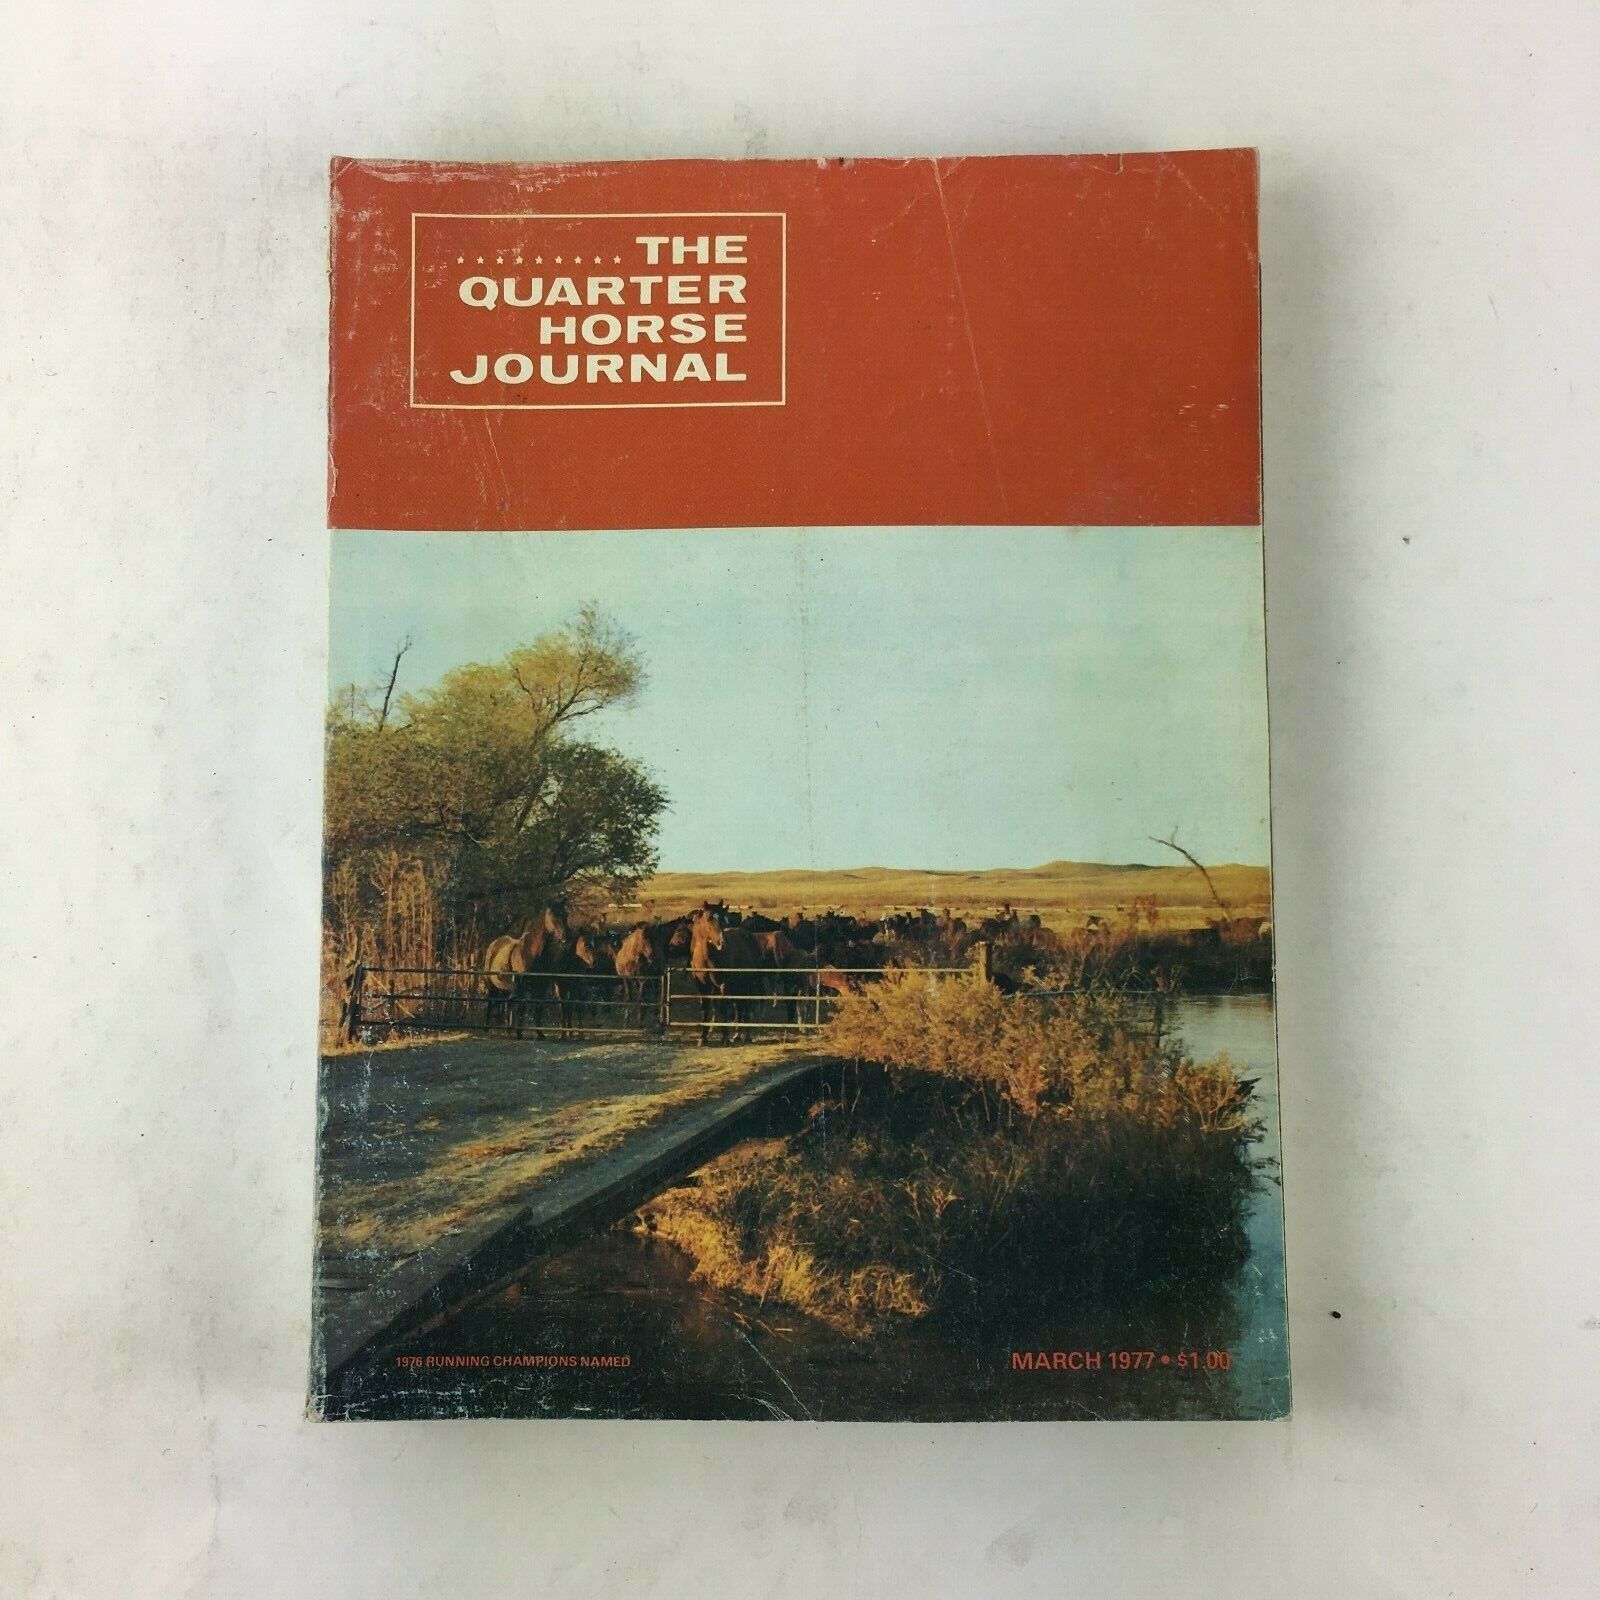 THE
QUARTER
HORSE
JOURNAL
1976 RUNNING CHAMPIONS NAMED
MARCH 1977 • $1.00